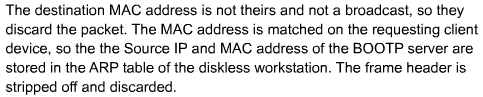 The destination MAC address is not theirs and not a broadcast, so they
discard the packet. The MAC address is matched on the requesting client
device, so the the Source IP and MAC address of the BOOTP server are
stored in the ARP table of the diskless workstation. The frame header is
stripped off and discarded.